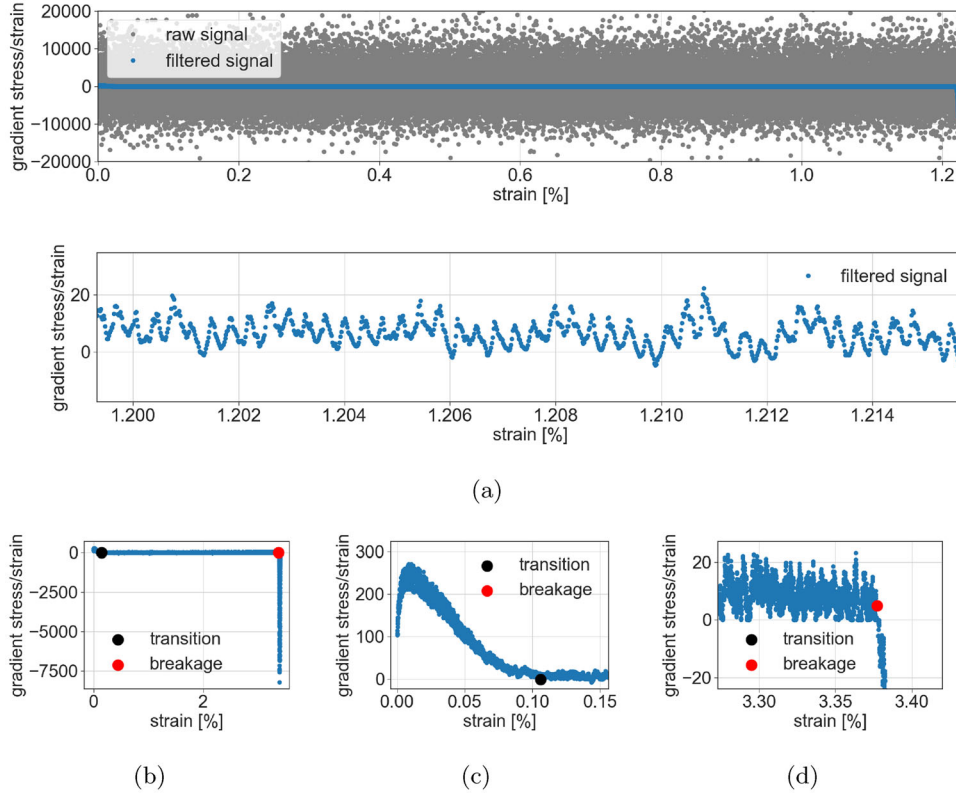 20000
10000
0
−10000
−20000
gradient stress/strain
raw signal
filtered signal
0.0 0.2 0.4 0.6 0.8 1.0 1.2
strain [%]
20
0
gradient stress/strain
filtered signal
1.200 1.202 1.204 1.206 1.208 1.210 1.212 1.214
strain [%]
(a)
0
−2500
−5000
−7500
gradient stress/strain
transition
breakage
0 2
strain [%]
(b)
300
200
100
0
gradient stress/strain
transition
breakage
0.00 0.05 0.10 0.15
strain [%]
(c)
20
0
−20
gradient stress/strain
transition
breakage
3.30 3.35 3.40
strain [%]
(d)